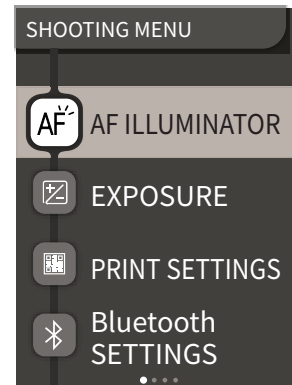 SHOOTING MENU
AF AF ILLUMINATOR
EXPOSURE
PRINT SETTINGS
Bluetooth
SETTINGS